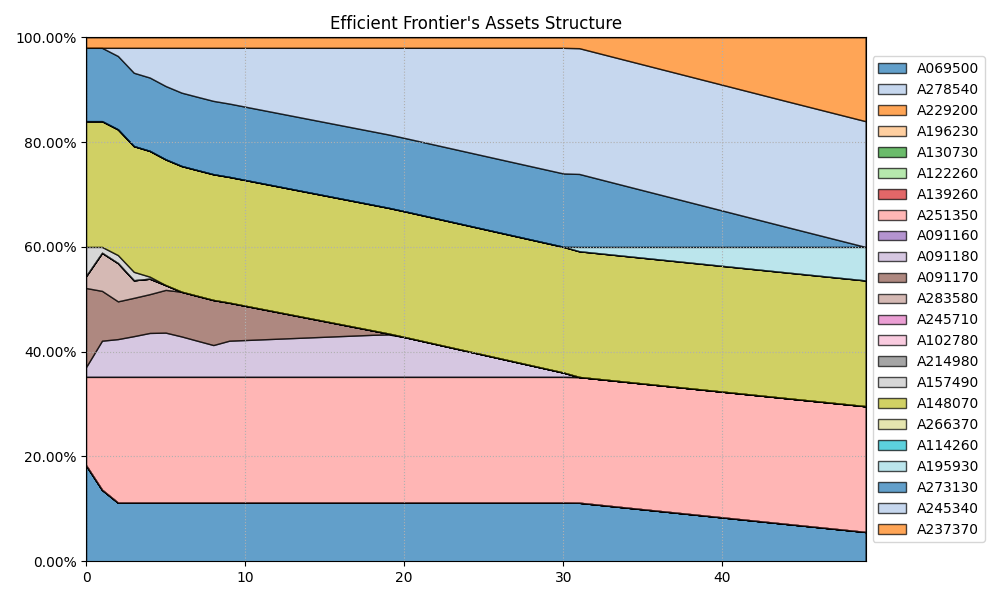 Efficient Frontier's Assets Structure
100.00%
80.00%
60.00%
40.00%
20.00%
0.00%
0
10
20
30
40
A069500
A278540
A229200
A196230
A130730
A122260
A139260
A251350
A091160
A091180
A091170
A283580
A245710
A102780
A214980
A157490
A148070
A266370
A114260
A195930
A273130
A245340
A237370